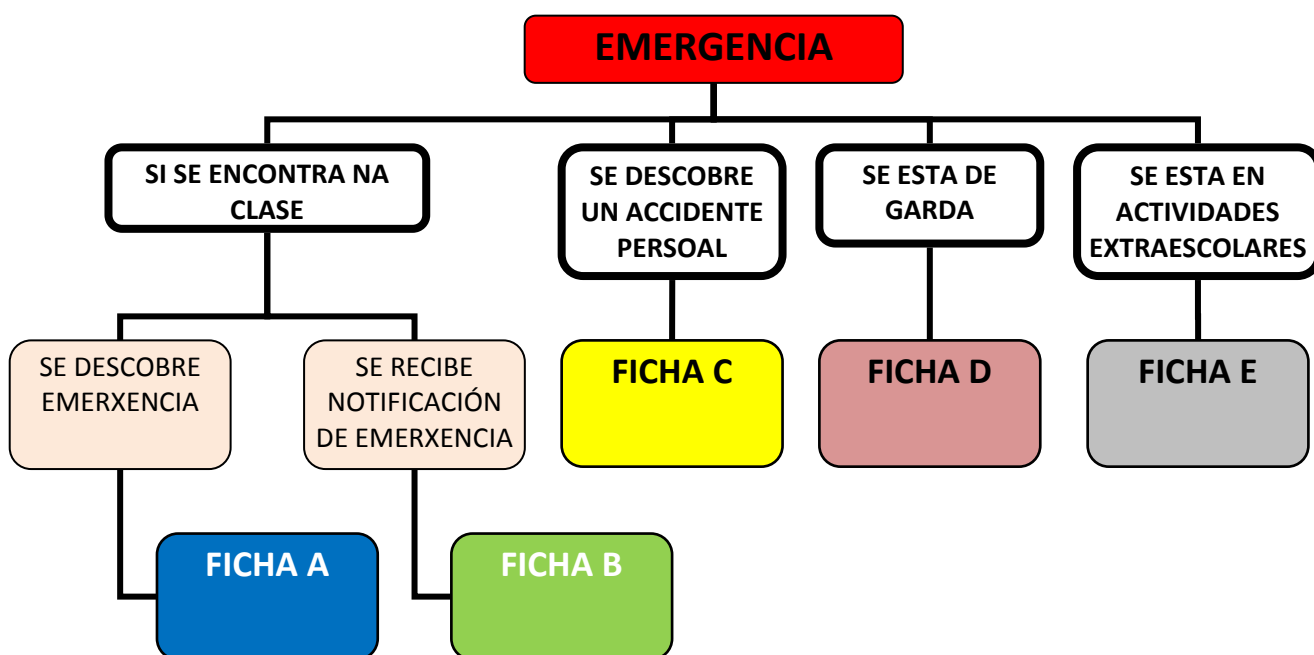 EMERGENCIA
SI SE ENCONTRA NA
CLASE
SE DESCOBRE
UN ACCIDENTE
PERSOAL
SE ESTA DE
GARDA
SE ESTA EN
ACTIVIDADES
EXTRAESCOLARES
SE DESCOBRE
EMERXENCIA
SE RECIBE
NOTIFICACIÓN
DE EMERXENCIA
FICHA C
FICHA D
FICHA E
FICHA A
FICHA B